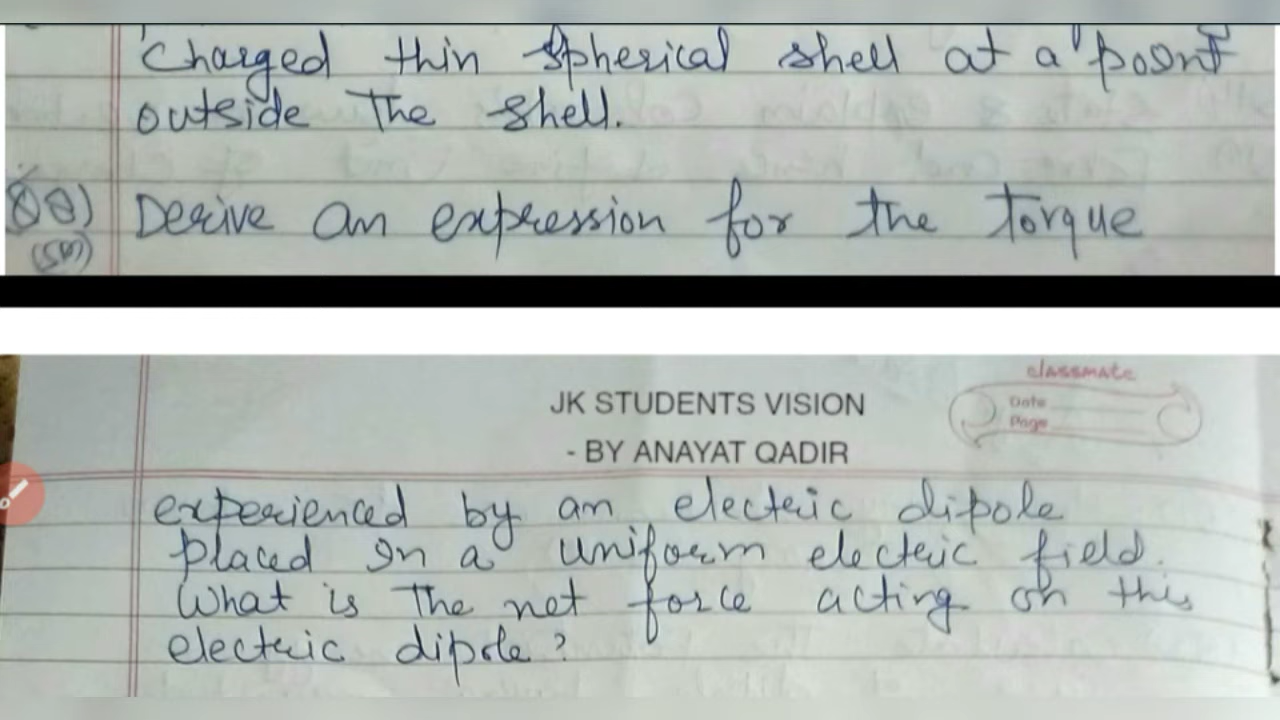 Charged thin spherical shell at a point
outside the shell.
Q8) Derive an expression for the torque
(5M)
JK STUDENTS VISION
- BY ANAYAT QADIR
classmate
Date
Page
experienced by an electric dipole
placed in a uniform electric field.
What is the net force acting on this
electric dipole?